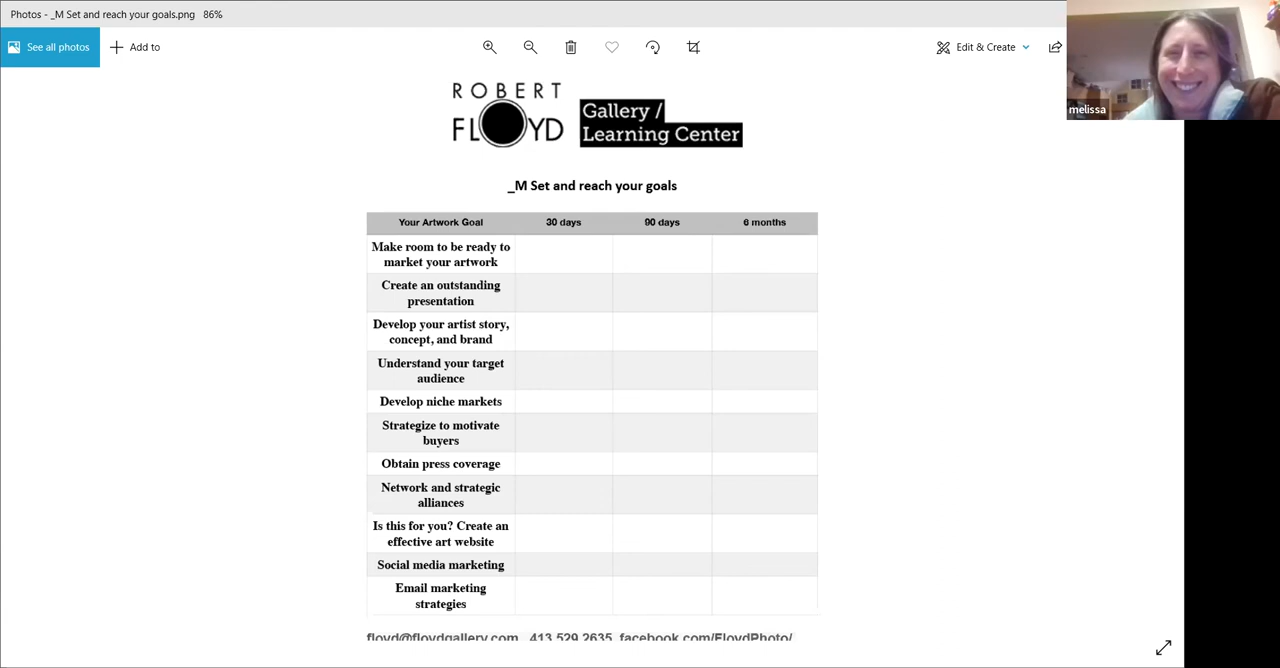 Photos - _M Set and reach your goals.png   86%
See all photos
Add to
Edit & Create
melissa
ROBERT
FLOYD
Gallery /
Learning Center
_M Set and reach your goals
Your Artwork Goal   30 days   90 days   6 months
Make room to be ready to
market your artwork
Create an outstanding
presentation
Develop your artist story,
concept, and brand
Understand your target
audience
Develop niche markets
Strategize to motivate
buyers
Obtain press coverage
Network and strategic
alliances
Is this for you? Create an
effective art website
Social media marketing
Email marketing
strategies
floyd@floydgallery.com   413.529.2635   facebook.com/FloydPhoto/